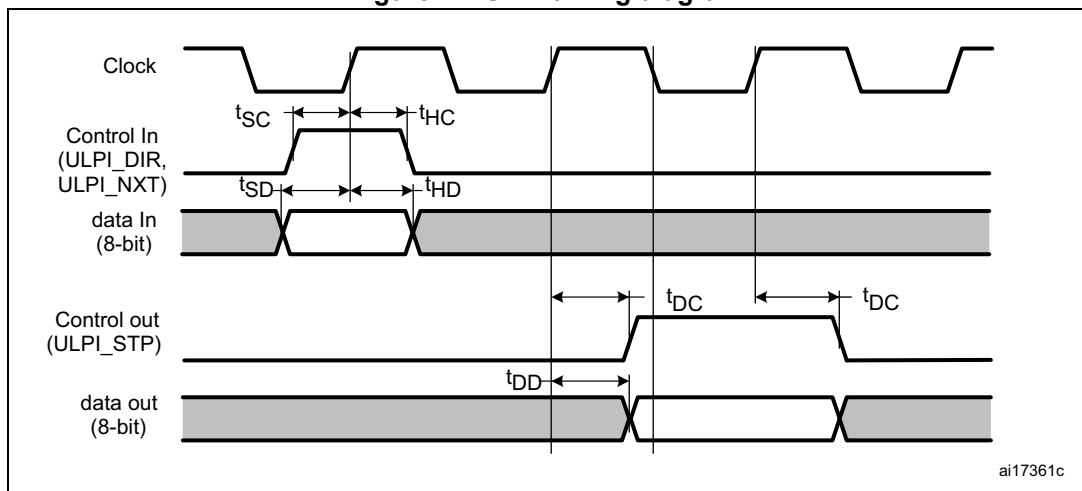 Clock
tSC
tHC
Control In
(ULPI_DIR,
ULPI_NXT)
tSD
tHD
data In
(8-bit)
tDC
tDC
Control out
(ULPI_STP)
tDD
data out
(8-bit)
ai17361c